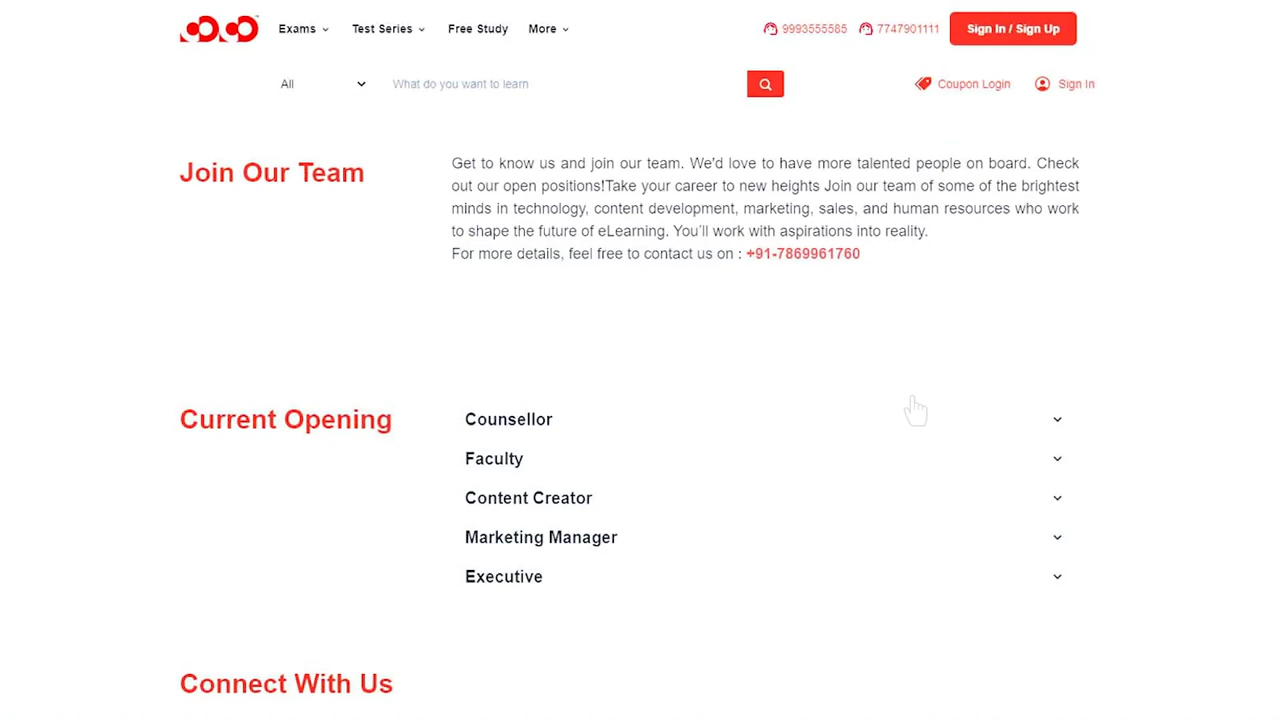 Exams Test Series Free Study More 9993555585 7747901111 Sign In / Sign Up
All What do you want to learn Coupon Login Sign In
Join Our Team
Get to know us and join our team. We'd love to have more talented people on board. Check
out our open positions!Take your career to new heights Join our team of some of the brightest
minds in technology, content development, marketing, sales, and human resources who work
to shape the future of eLearning. You'll work with aspirations into reality.
For more details, feel free to contact us on : +91-7869961760
Current Opening
Counsellor
Faculty
Content Creator
Marketing Manager
Executive
Connect With Us